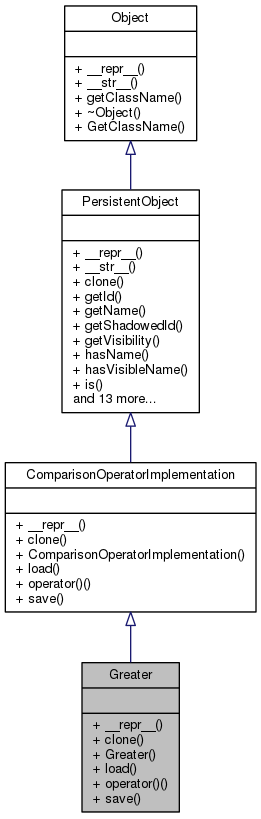 Object
+ __repr__()
+ __str__()
+ getClassName()
+ ~Object()
+ GetClassName()
PersistentObject
+ __repr__()
+ __str__()
+ clone()
+ getId()
+ getName()
+ getShadowedId()
+ getVisibility()
+ hasName()
+ hasVisibleName()
+ is()
and 13 more...
ComparisonOperatorImplementation
+ __repr__()
+ clone()
+ ComparisonOperatorImplementation()
+ load()
+ operator()()
+ save()
Greater
+ __repr__()
+ clone()
+ Greater()
+ load()
+ operator()()
+ save()